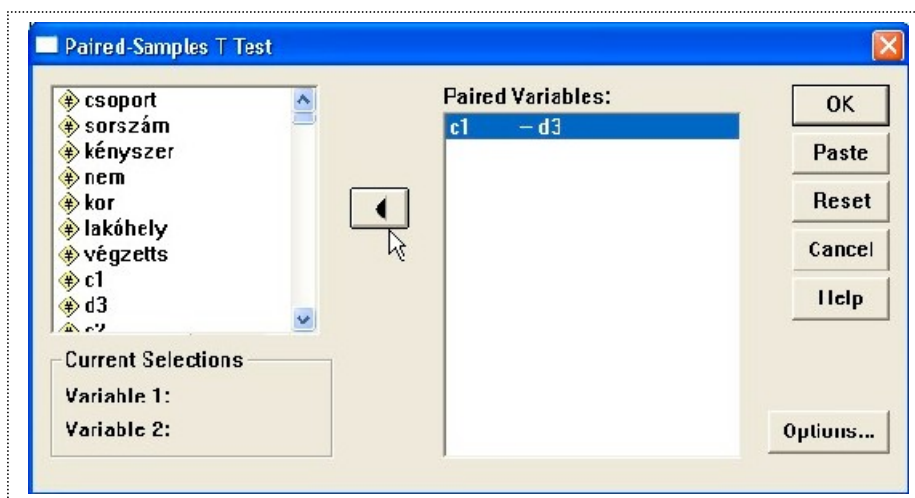 Paired-Samples T Test
csoport
sorszám
kényszer
nem
kor
lakóhely
végzetts
c1
d3
Current Selections
Variable 1:
Variable 2:
Paired Variables:
c1 – d3
OK
Paste
Reset
Cancel
Help
Options...